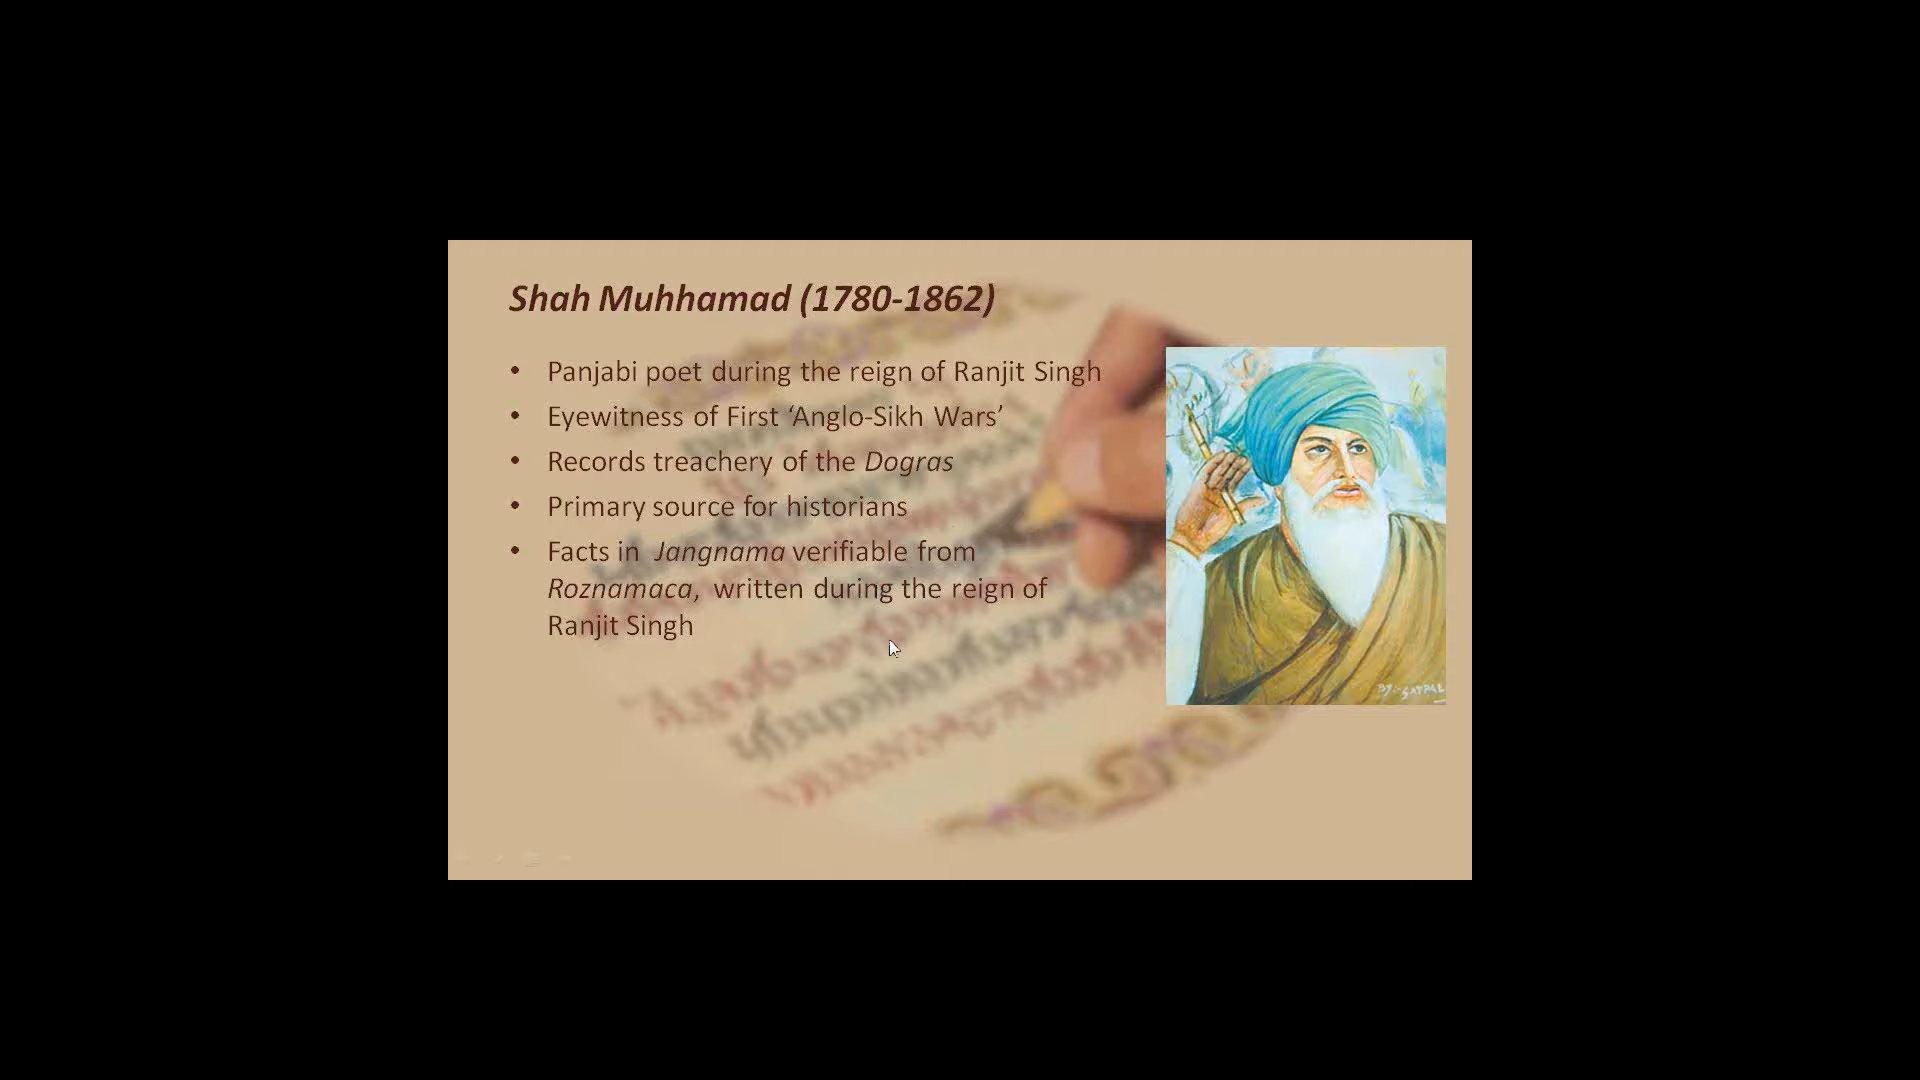 Shah Muhhamad (1780-1862)
• Panjabi poet during the reign of Ranjit Singh
• Eyewitness of First ‘Anglo-Sikh Wars’
• Records treachery of the Dogras
• Primary source for historians
• Facts in Jangnama verifiable from
Roznamaca, written during the reign of
Ranjit Singh
BY:- SATPAL